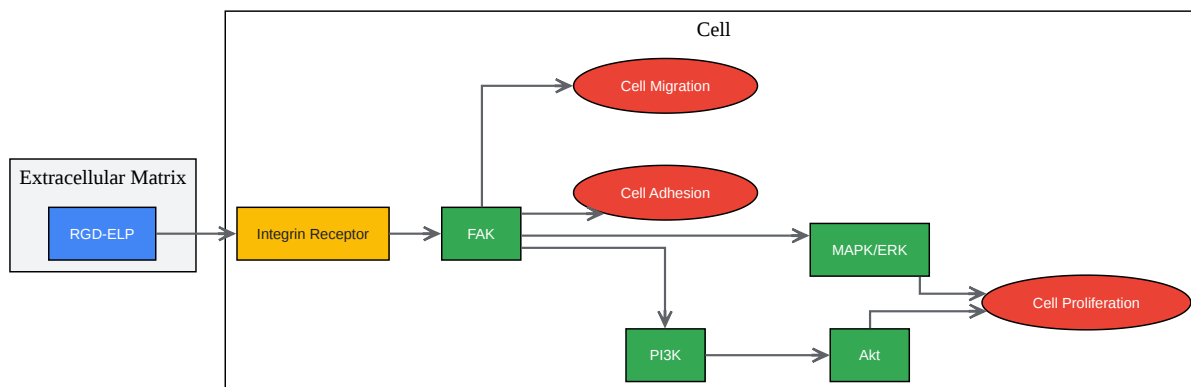 Cell
Cell Migration
Extracellular Matrix
Cell Adhesion
RGD-ELP
Integrin Receptor
FAK
MAPK/ERK
Cell Proliferation
PI3K
Akt